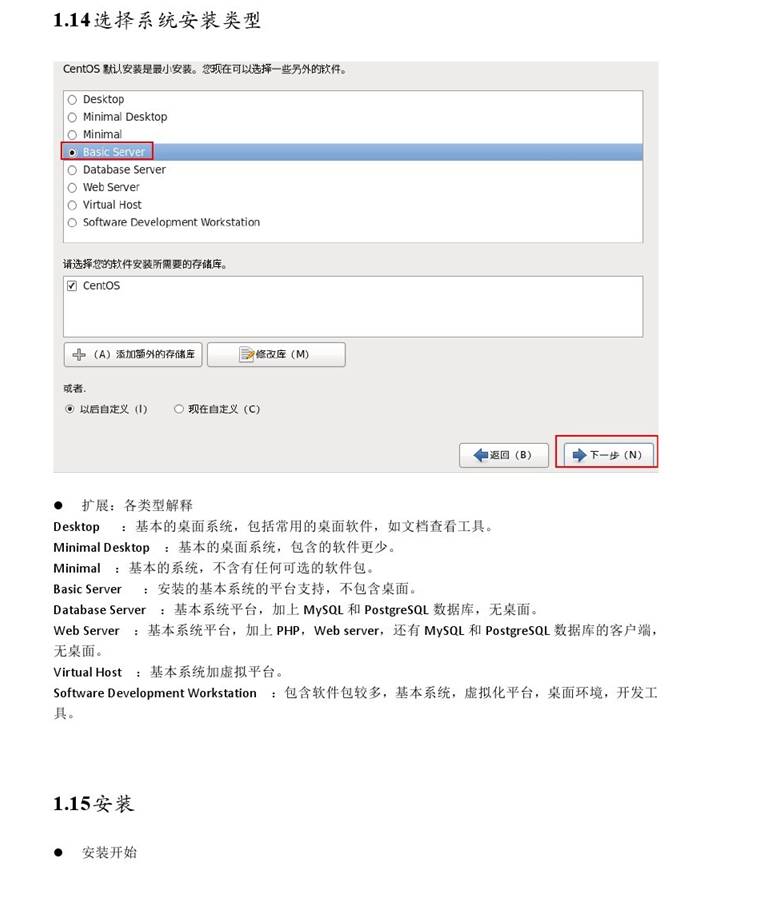 1.14选择系统安装类型
CentOS 默认安装是最小安装。您现在可以选择一些另外的软件。
Desktop
Minimal Desktop
Minimal
Basic Server
Database Server
Web Server
Virtual Host
Software Development Workstation
请选择您的软件安装所需要的存储库。
CentOS
（A）添加额外的存储库 修改库（M）
或者.
以后自定义（I） 现在自定义（C）
返回（B） 下一步（N）
● 扩展：各类型解释
Desktop ：基本的桌面系统，包括常用的桌面软件，如文档查看工具。
Minimal Desktop ：基本的桌面系统，包含的软件更少。
Minimal ：基本的系统，不含有任何可选的软件包。
Basic Server ：安装的基本系统的平台支持，不包含桌面。
Database Server ：基本系统平台，加上 MySQL 和 PostgreSQL 数据库，无桌面。
Web Server ：基本系统平台，加上 PHP，Web server，还有 MySQL 和 PostgreSQL 数据库的客户端，
无桌面。
Virtual Host ：基本系统加虚拟平台。
Software Development Workstation ：包含软件包较多，基本系统，虚拟化平台，桌面环境，开发工
具。
1.15安装
● 安装开始